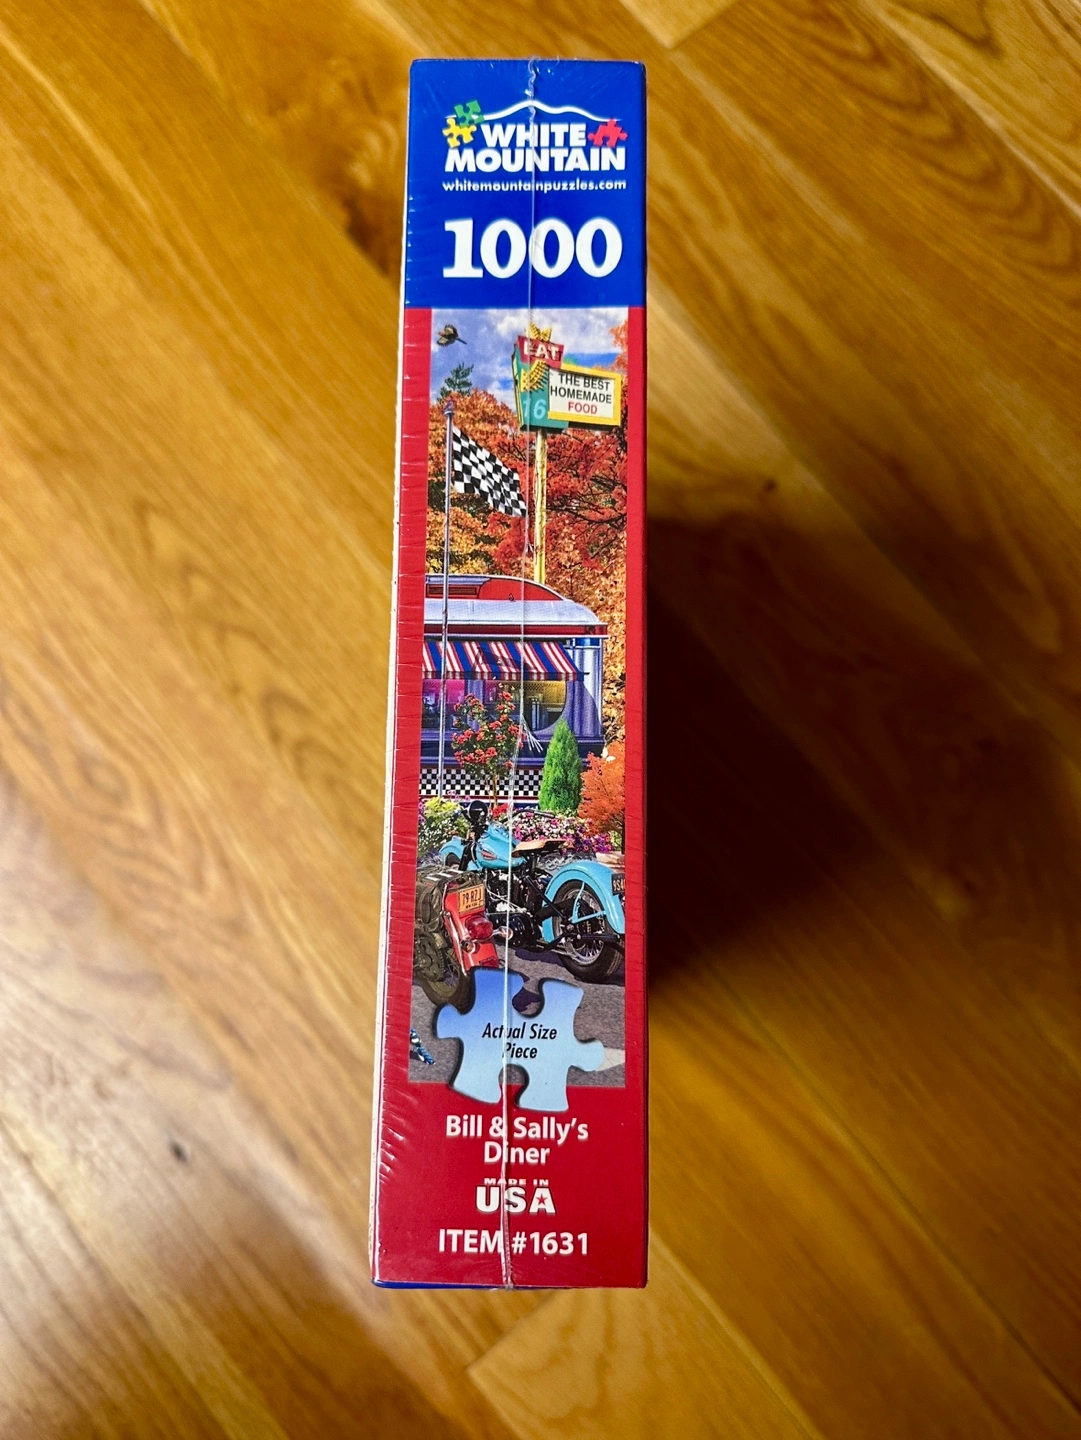 WHITE
MOUNTAIN
whitemountainpuzzles.com
1000
EAT
16
THE BEST
HOMEMADE
FOOD
Actual Size
Piece
Bill & Sally's
Diner
MADE IN
USA
ITEM #1631